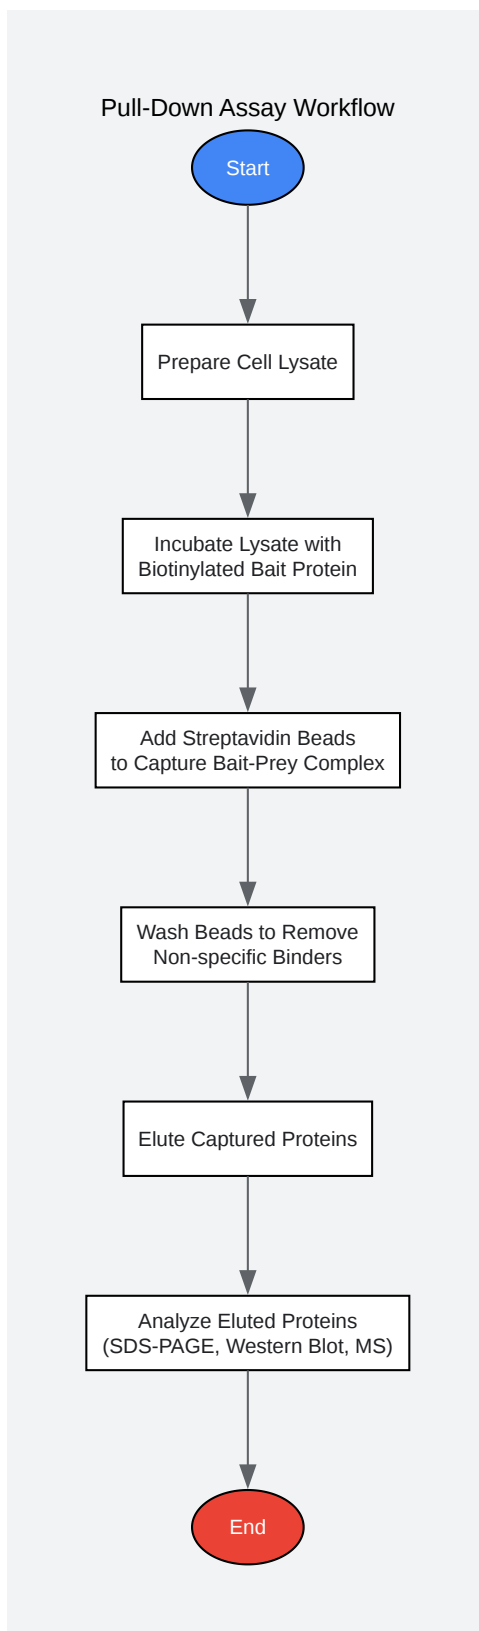 Pull-Down Assay Workflow
Start
Prepare Cell Lysate
Incubate Lysate with
Biotinylated Bait Protein
Add Streptavidin Beads
to Capture Bait-Prey Complex
Wash Beads to Remove
Non-specific Binders
Elute Captured Proteins
Analyze Eluted Proteins
(SDS-PAGE, Western Blot, MS)
End